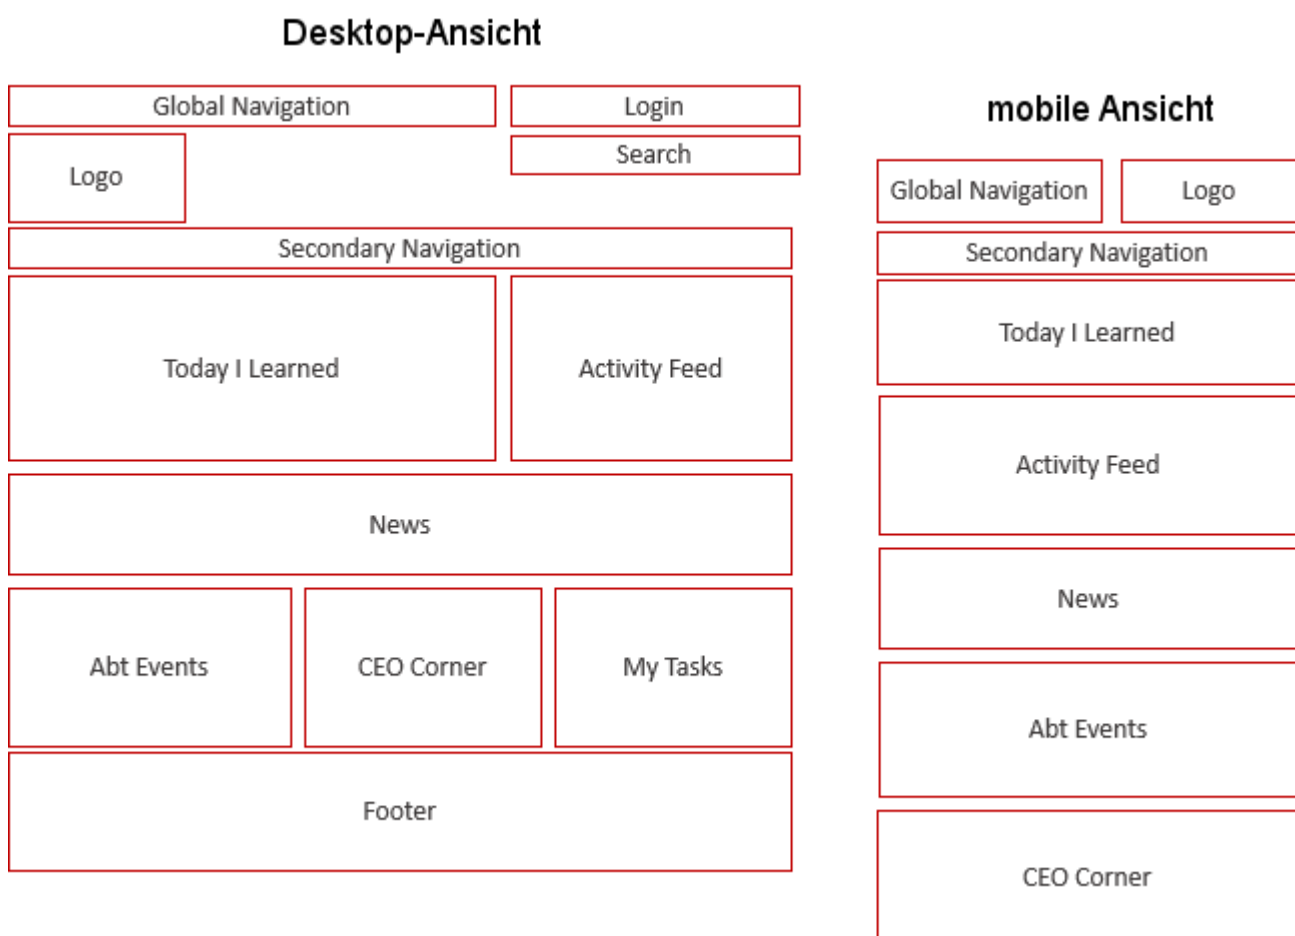 Desktop-Ansicht
Global Navigation
Login
Logo
Search
Secondary Navigation
Today I Learned
Activity Feed
News
Abt Events
CEO Corner
My Tasks
Footer
mobile Ansicht
Global Navigation
Logo
Secondary Navigation
Today I Learned
Activity Feed
News
Abt Events
CEO Corner